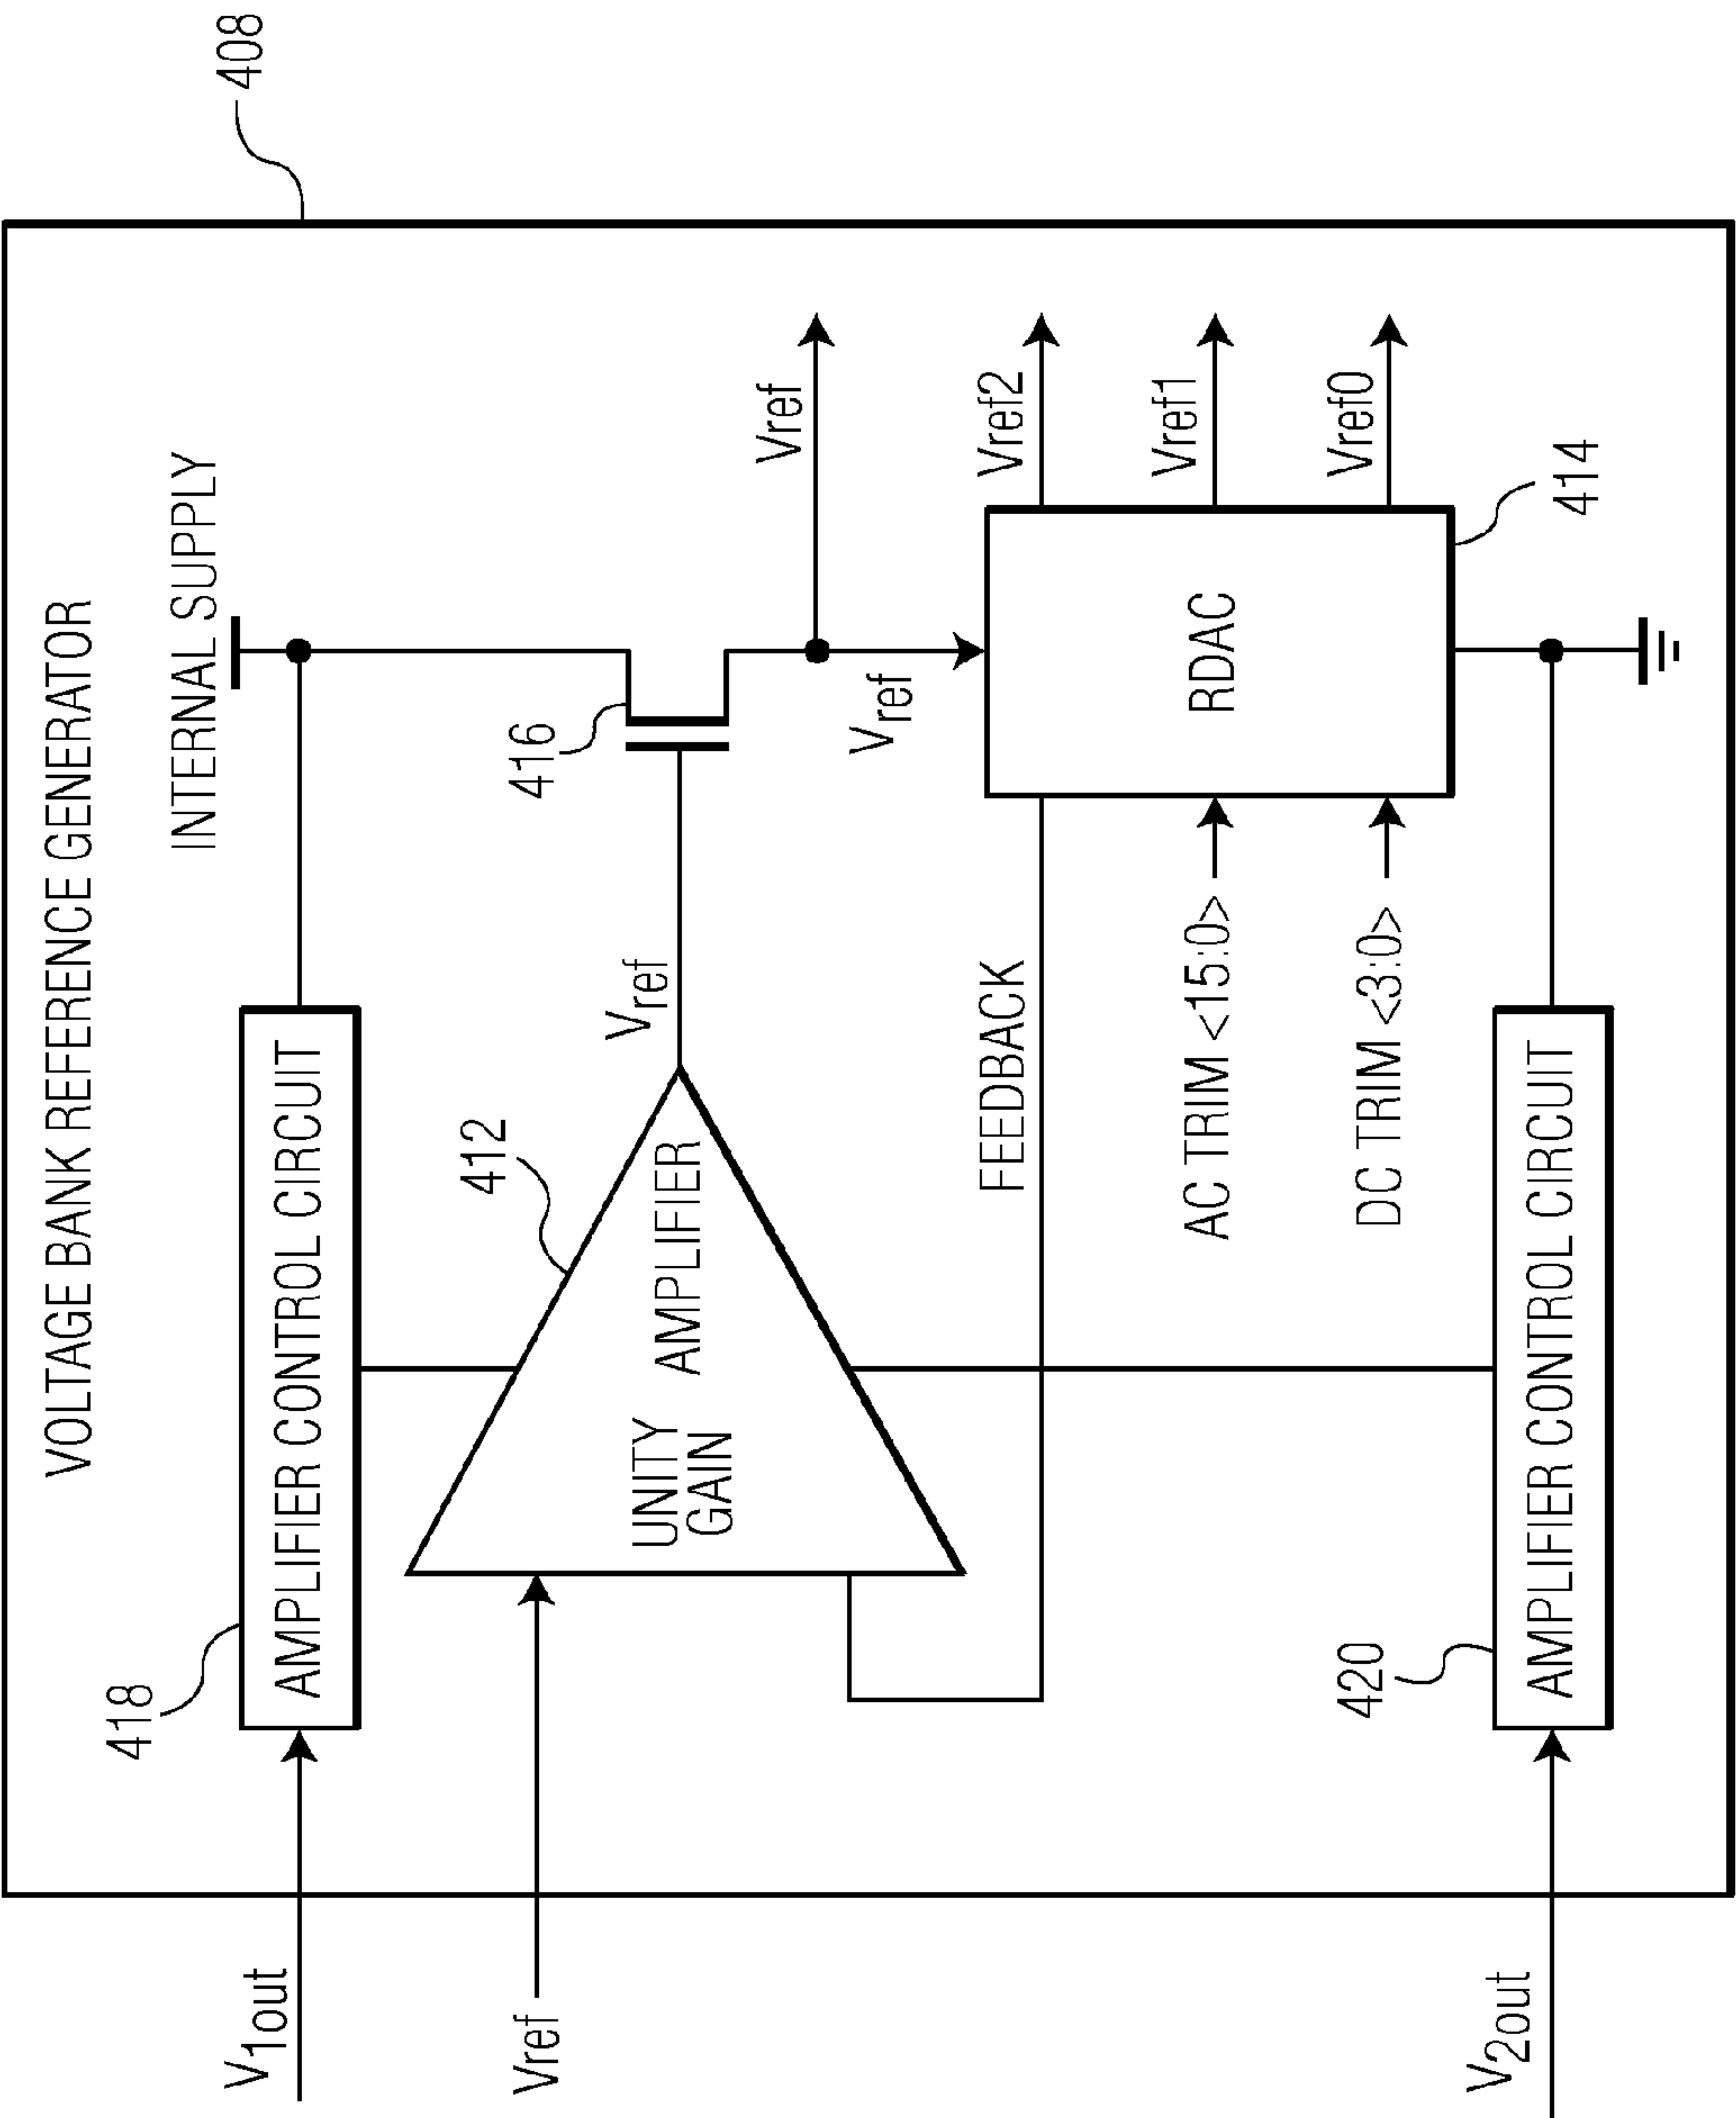 VOLTAGE BANK REFERENCE GENERATOR
408
INTERNAL SUPPLY
418
V1out
AMPLIFIER CONTROL CIRCUIT
412
416
Vref
UNITY
GAIN
AMPLIFIER
Vref
Vref
Vref
FEEDBACK
Vref2
AC TRIM <15:0>
RDAC
Vref1
DC TRIM <3:0>
Vref0
414
420
V2out
AMPLIFIER CONTROL CIRCUIT